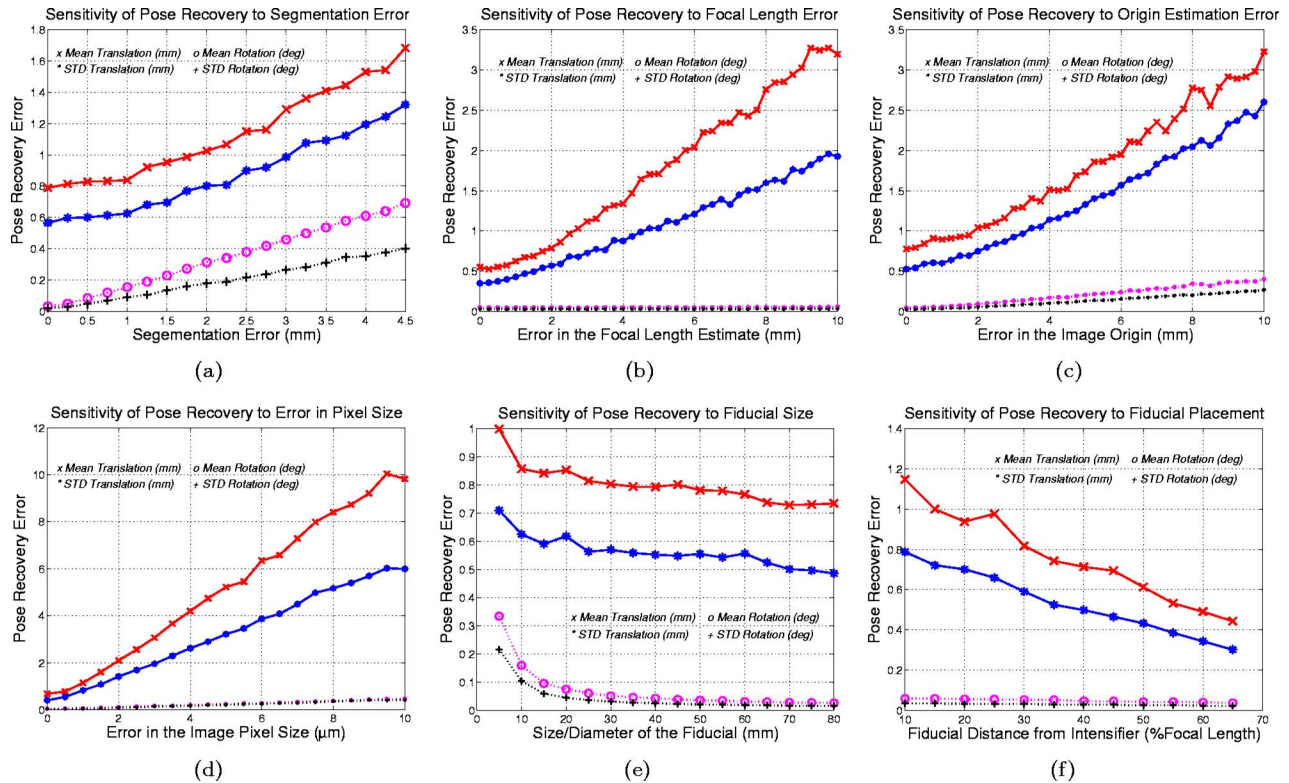 Sensitivity of Pose Recovery to Segmentation Error
1.8
1.6
1.4
1.2
1
0.8
0.6
0.4
0.2
0
x Mean Translation (mm) o Mean Rotation (deg)
* STD Translation (mm) + STD Rotation (deg)
Pose Recovery Error
0 0.5 1 1.5 2 2.5 3 3.5 4 4.5
Segmentation Error (mm)
(a)
Sensitivity of Pose Recovery to Focal Length Error
3.5
3
2.5
2
1.5
1
0.5
0
x Mean Translation (mm) o Mean Rotation (deg)
* STD Translation (mm) + STD Rotation (deg)
Pose Recovery Error
0 2 4 6 8 10
Error in the Focal Length Estimate (mm)
(b)
Sensitivity of Pose Recovery to Origin Estimation Error
3.5
3
2.5
2
1.5
1
0.5
0
x Mean Translation (mm) o Mean Rotation (deg)
* STD Translation (mm) + STD Rotation (deg)
Pose Recovery Error
0 2 4 6 8 10
Error in the Image Origin (mm)
(c)
Sensitivity of Pose Recovery to Error in Pixel Size
12
10
8
6
4
2
0
x Mean Translation (mm) o Mean Rotation (deg)
* STD Translation (mm) + STD Rotation (deg)
Pose Recovery Error
0 2 4 6 8 10
Error in the Image Pixel Size (μm)
(d)
Sensitivity of Pose Recovery to Fiducial Size
1
0.9
0.8
0.7
0.6
0.5
0.4
0.3
0.2
0.1
0
x Mean Translation (mm) o Mean Rotation (deg)
* STD Translation (mm) + STD Rotation (deg)
Pose Recovery Error
0 10 20 30 40 50 60 70 80
Size/Diameter of the Fiducial (mm)
(e)
Sensitivity of Pose Recovery to Fiducial Placement
1.4
1.2
1
0.8
0.6
0.4
0.2
0
x Mean Translation (mm) o Mean Rotation (deg)
* STD Translation (mm) + STD Rotation (deg)
Pose Recovery Error
10 20 30 40 50 60 70
Fiducial Distance from Intensifier (%Focal Length)
(f)